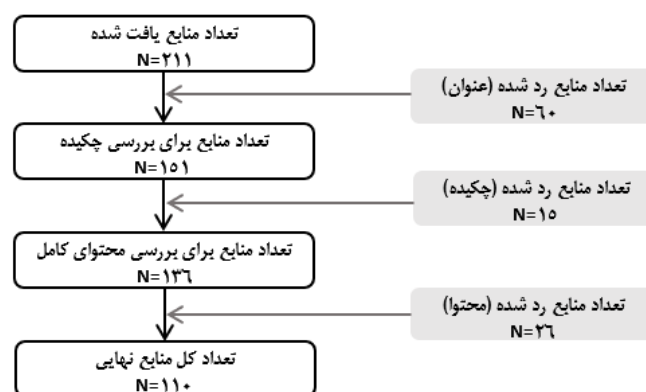 تعداد منابع یافت شده
N=۲۱۱
تعداد منابع رد شده (عنوان)
N=۶۰
تعداد منابع برای بررسی چکیده
N=۱۵۱
تعداد منابع رد شده (چکیده)
N=۱۵
تعداد منابع برای بررسی محتوای کامل
N=۱۳۶
تعداد منابع رد شده (محتوا)
N=۲۶
تعداد کل منابع نهایی
N=۱۱۰